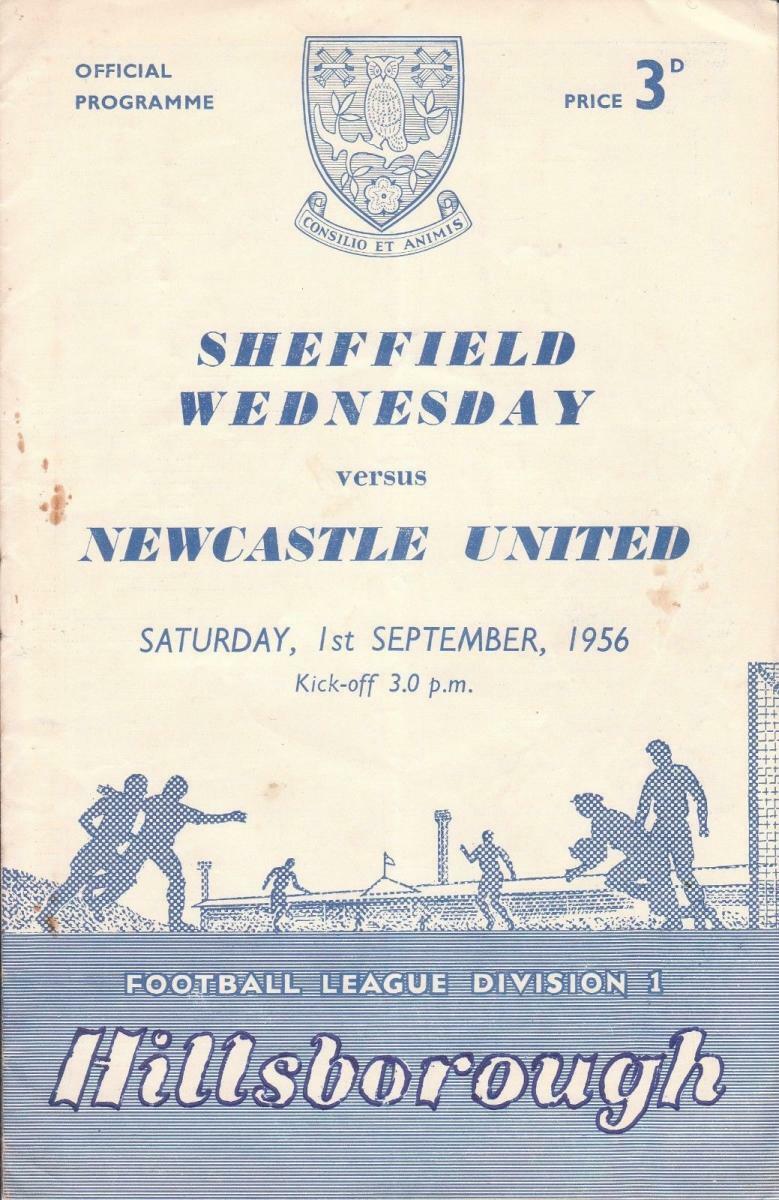 OFFICIAL
PROGRAMME
PRICE 3D
CONSILIO ET ANIMIS
SHEFFIELD
WEDNESDAY
versus
NEWCASTLE UNITED
SATURDAY, 1st SEPTEMBER, 1956
Kick-off 3.0 p.m.
FOOTBALL LEAGUE DIVISION 1
Hillsborough